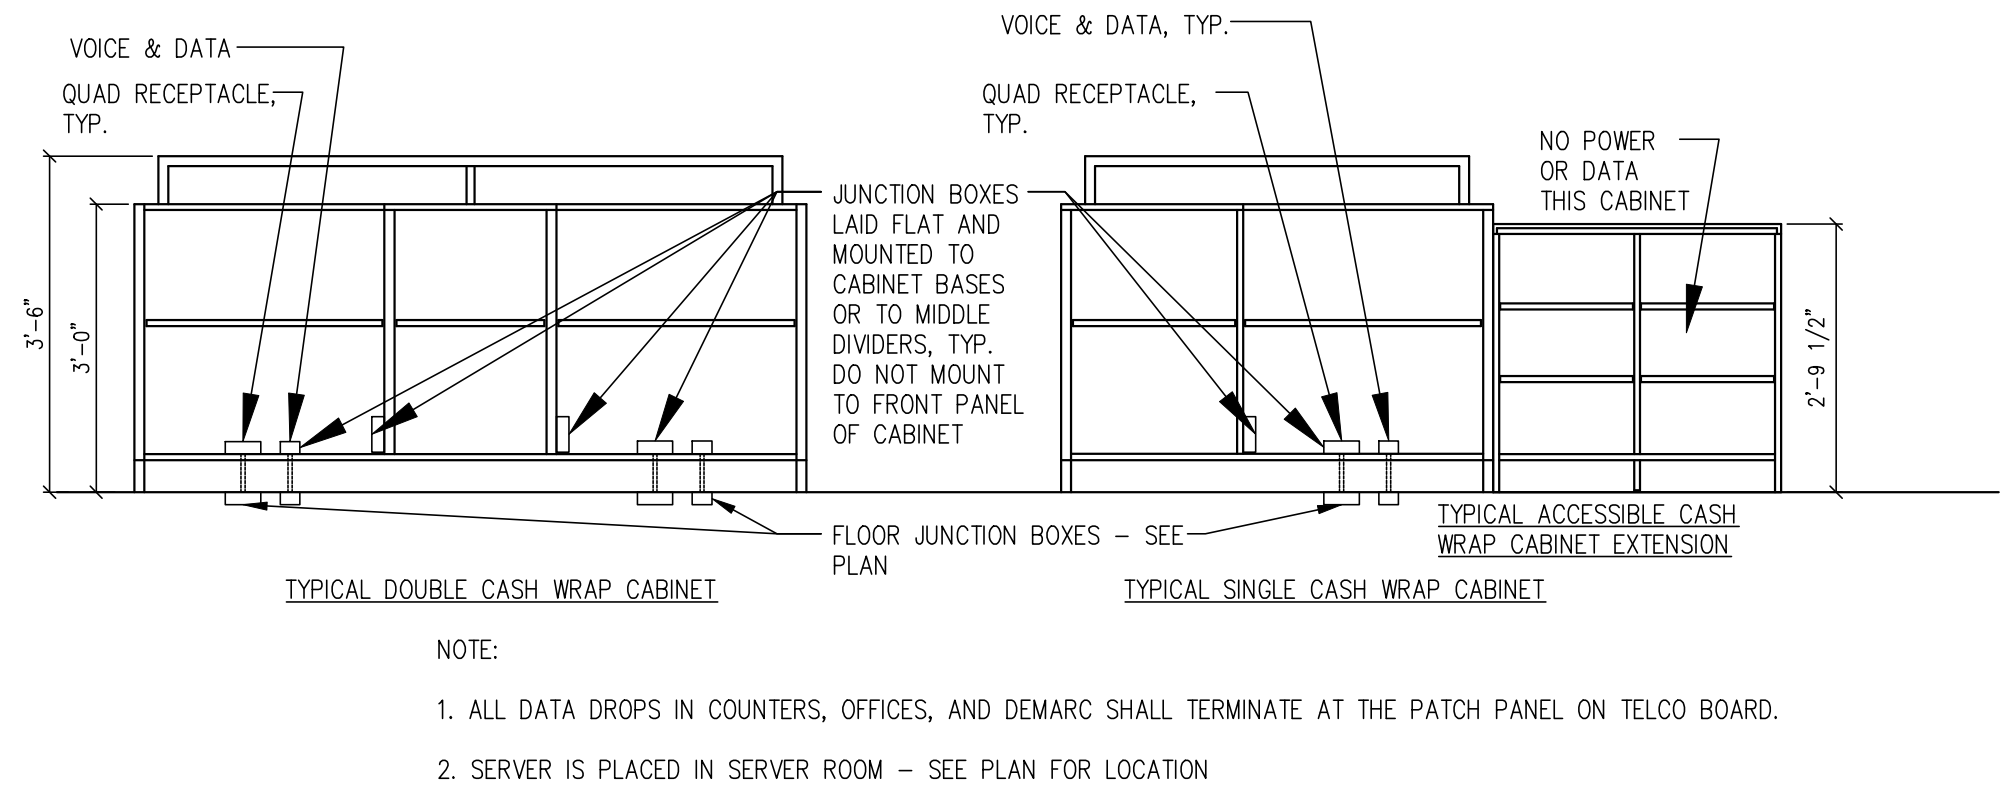 VOICE & DATA
QUAD RECEPTACLE,
TYP.
3'-6"
3'-0"
VOICE & DATA, TYP.
QUAD RECEPTACLE,
TYP.
NO POWER
OR DATA
THIS CABINET
JUNCTION BOXES
LAID FLAT AND
MOUNTED TO
CABINET BASES
OR TO MIDDLE
DIVIDERS, TYP.
DO NOT MOUNT
TO FRONT PANEL
OF CABINET
2'-9 1/2"
FLOOR JUNCTION BOXES – SEE
PLAN
TYPICAL ACCESSIBLE CASH
WRAP CABINET EXTENSION
TYPICAL DOUBLE CASH WRAP CABINET
TYPICAL SINGLE CASH WRAP CABINET
NOTE:
1. ALL DATA DROPS IN COUNTERS, OFFICES, AND DEMARC SHALL TERMINATE AT THE PATCH PANEL ON TELCO BOARD.
2. SERVER IS PLACED IN SERVER ROOM – SEE PLAN FOR LOCATION